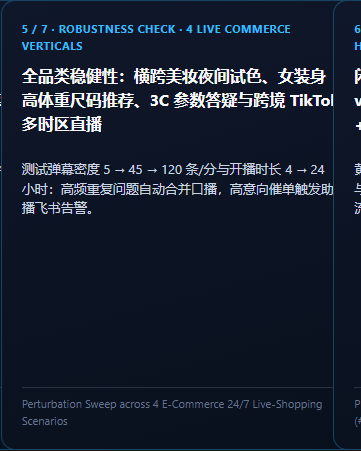 5 / 7 · ROBUSTNESS CHECK · 4 LIVE COMMERCE
VERTICALS
全品类稳健性：横跨美妆夜间试色、女装身
高体重尺码推荐、3C 参数答疑与跨境 TikTok
多时区直播
测试弹幕密度 5 → 45 → 120 条/分与开播时长 4 → 24
小时：高频重复问题自动合并口播，高意向催单触发助
播飞书告警。
Perturbation Sweep across 4 E-Commerce 24/7 Live-Shopping
Scenarios